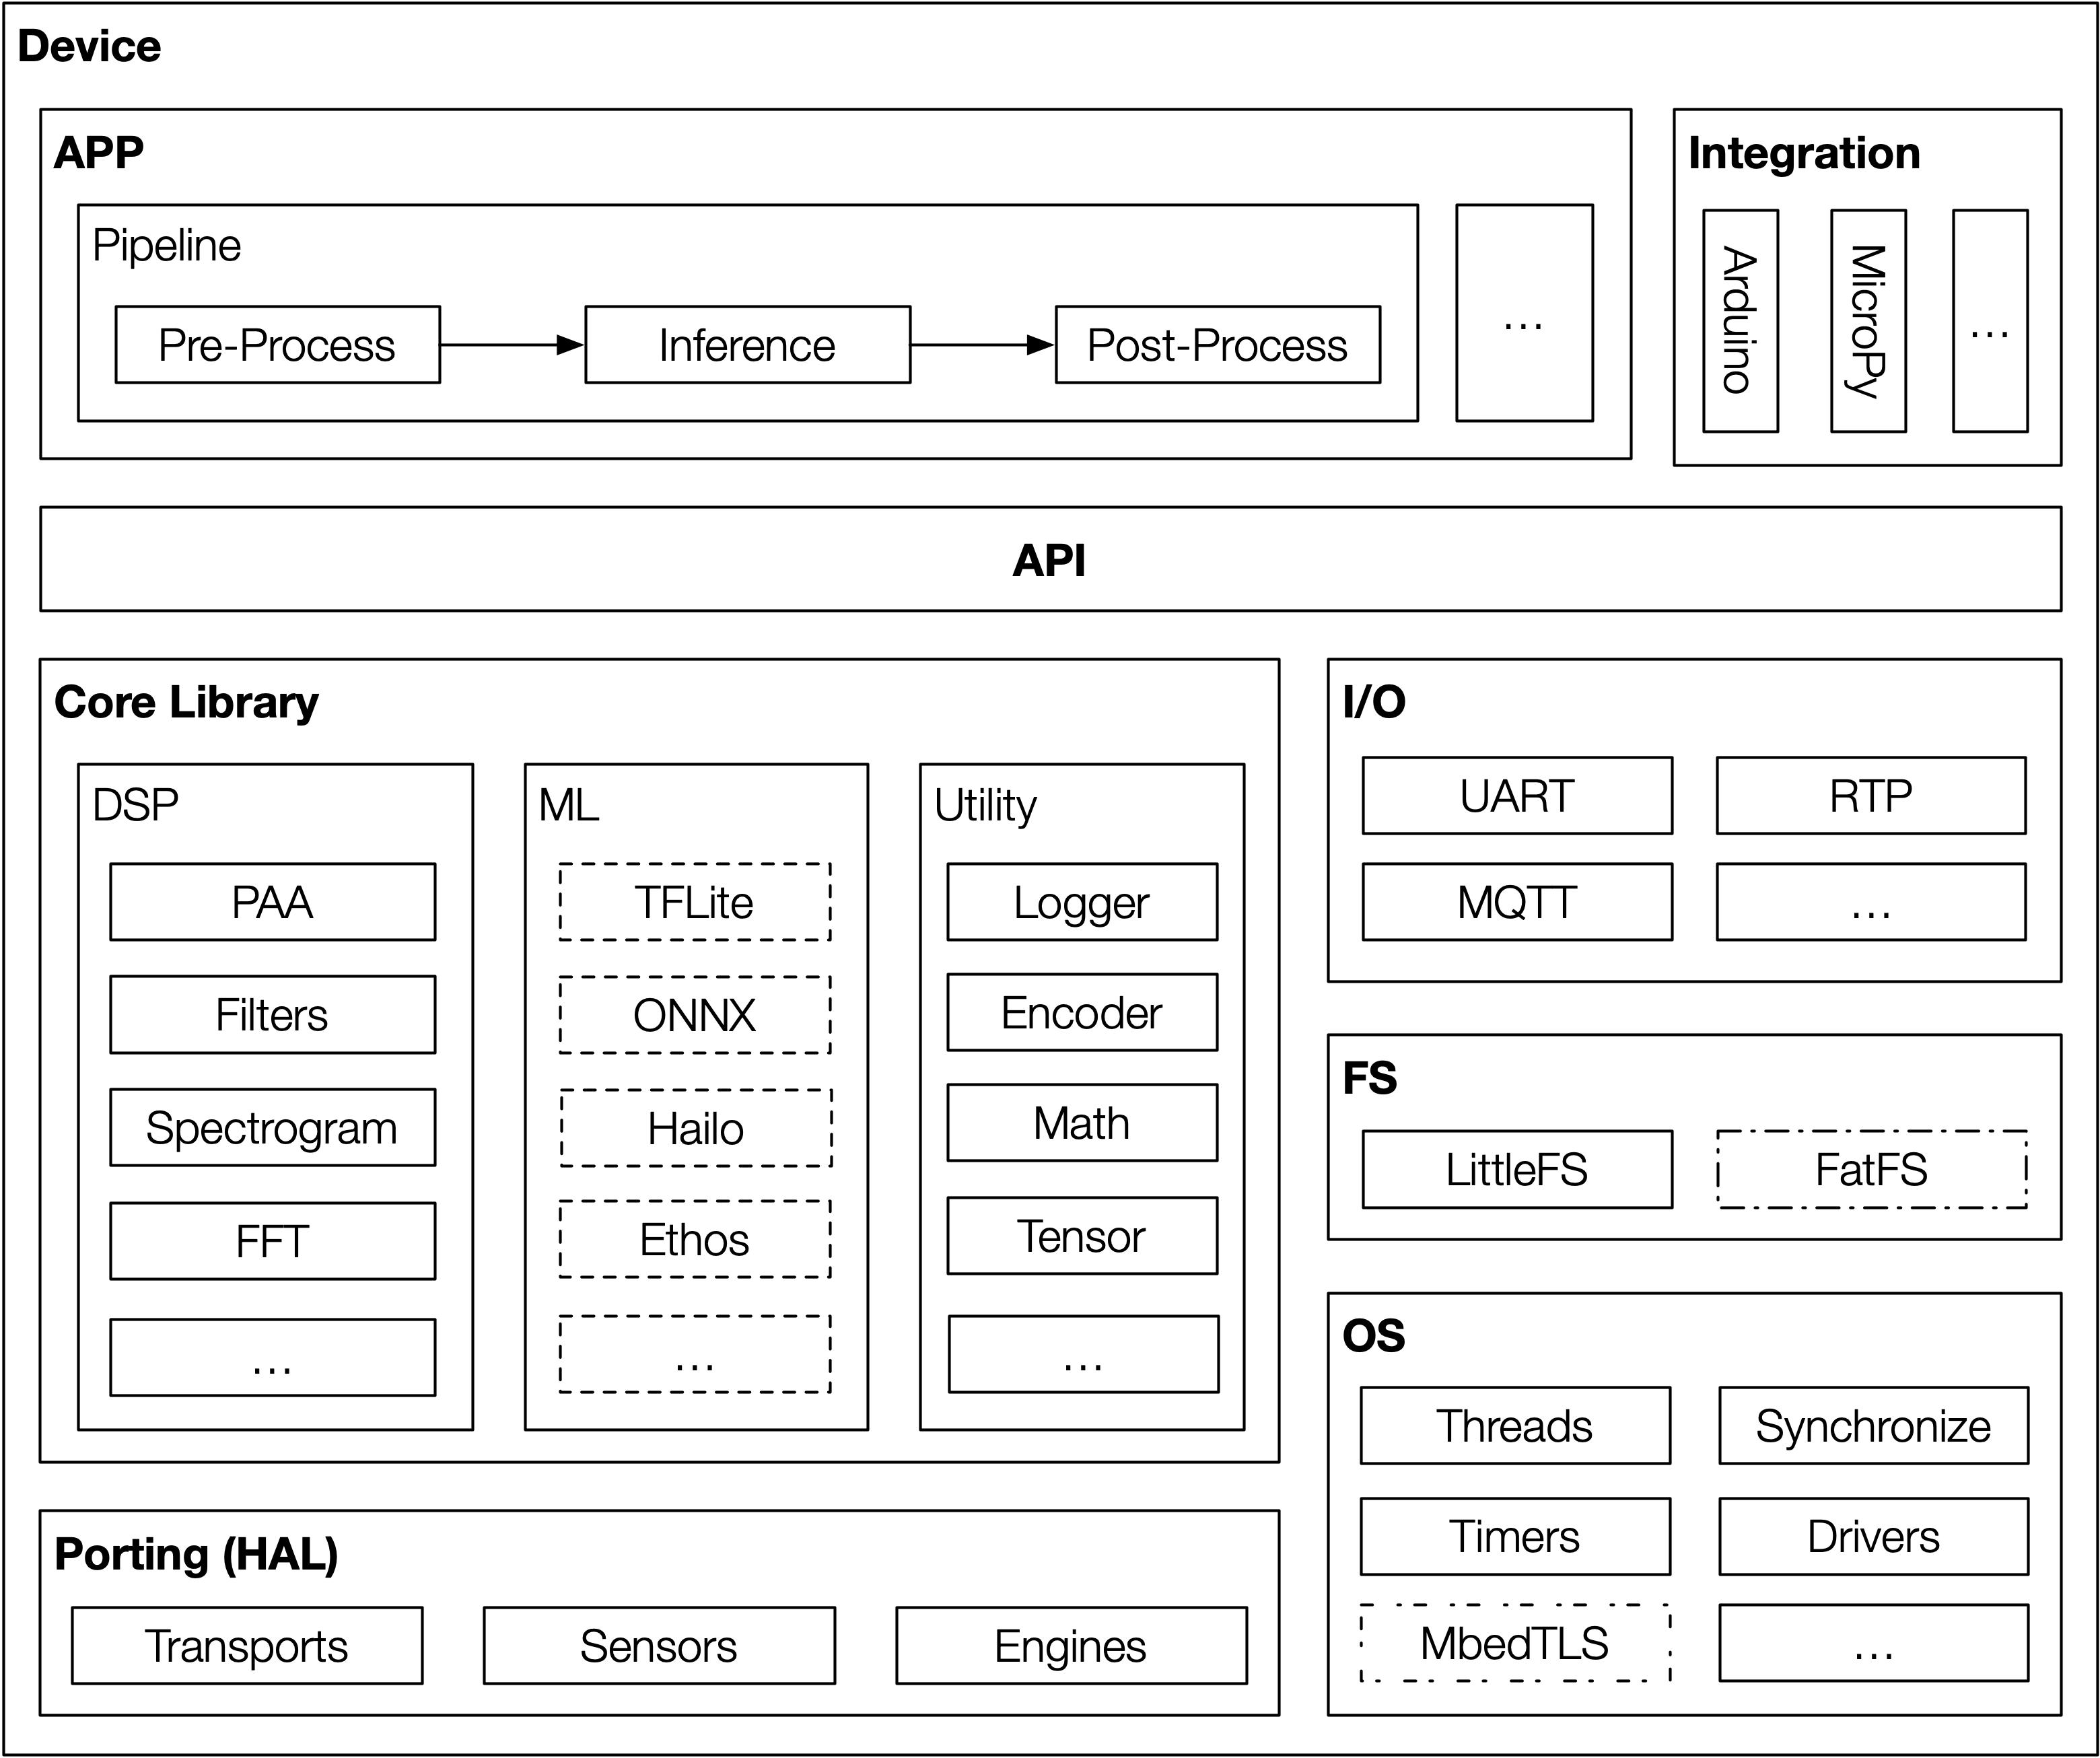 Device
APP
Pipeline
Pre-Process
Inference
Post-Process
...
Integration
Arduino
MicroPy
...
API
Core Library
DSP
PAA
Filters
Spectrogram
FFT
...
ML
TFLite
ONNX
Hailo
Ethos
...
Utility
Logger
Encoder
Math
Tensor
...
I/O
UART
RTP
MQTT
...
FS
LittleFS
FatFS
OS
Threads
Synchronize
Timers
Drivers
MbedTLS
...
Porting (HAL)
Transports
Sensors
Engines